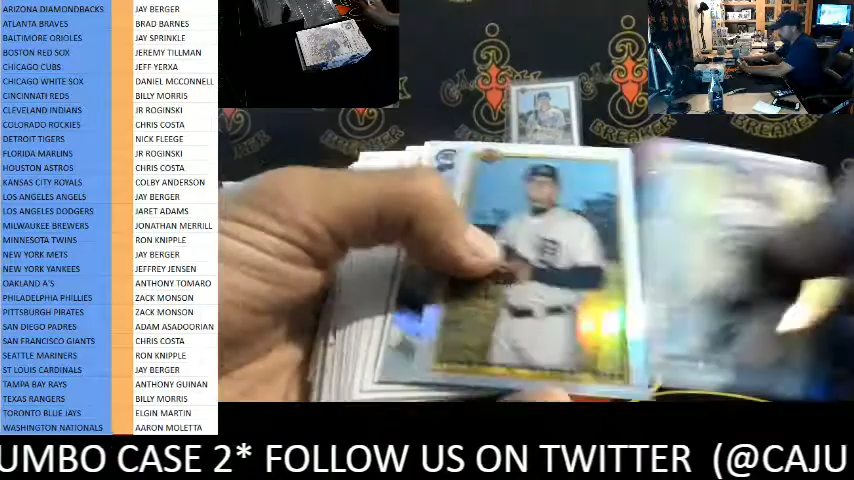 ARIZONA DIAMONDBACKS JAY BERGER
ATLANTA BRAVES BRAD BARNES
BALTIMORE ORIOLES JAY SPRINKLE
BOSTON RED SOX JEREMY TILLMAN
CHICAGO CUBS JEFF YERXA
CHICAGO WHITE SOX DANIEL MCCONNELL
CINCINNATI REDS BILLY MORRIS
CLEVELAND INDIANS JR ROGINSKI
COLORADO ROCKIES CHRIS COSTA
DETROIT TIGERS NICK FLEEGE
FLORIDA MARLINS JR ROGINSKI
HOUSTON ASTROS CHRIS COSTA
KANSAS CITY ROYALS COLBY ANDERSON
LOS ANGELES ANGELS JAY BERGER
LOS ANGELES DODGERS JARET ADAMS
MILWAUKEE BREWERS JONATHAN MERRILL
MINNESOTA TWINS RON KNIPPLE
NEW YORK METS JAY BERGER
NEW YORK YANKEES JEFFREY JENSEN
OAKLAND A'S ANTHONY TOMARO
PHILADELPHIA PHILLIES ZACK MONSON
PITTSBURGH PIRATES ZACK MONSON
SAN DIEGO PADRES ADAM ASADOORIAN
SAN FRANCISCO GIANTS CHRIS COSTA
SEATTLE MARINERS RON KNIPPLE
ST LOUIS CARDINALS JAY BERGER
TAMPA BAY RAYS ANTHONY GUINAN
TEXAS RANGERS BILLY MORRIS
TORONTO BLUE JAYS ELGIN MARTIN
WASHINGTON NATIONALS AARON MOLETTA
BREAKER
UMBO CASE 2* FOLLOW US ON TWITTER (@CAJU